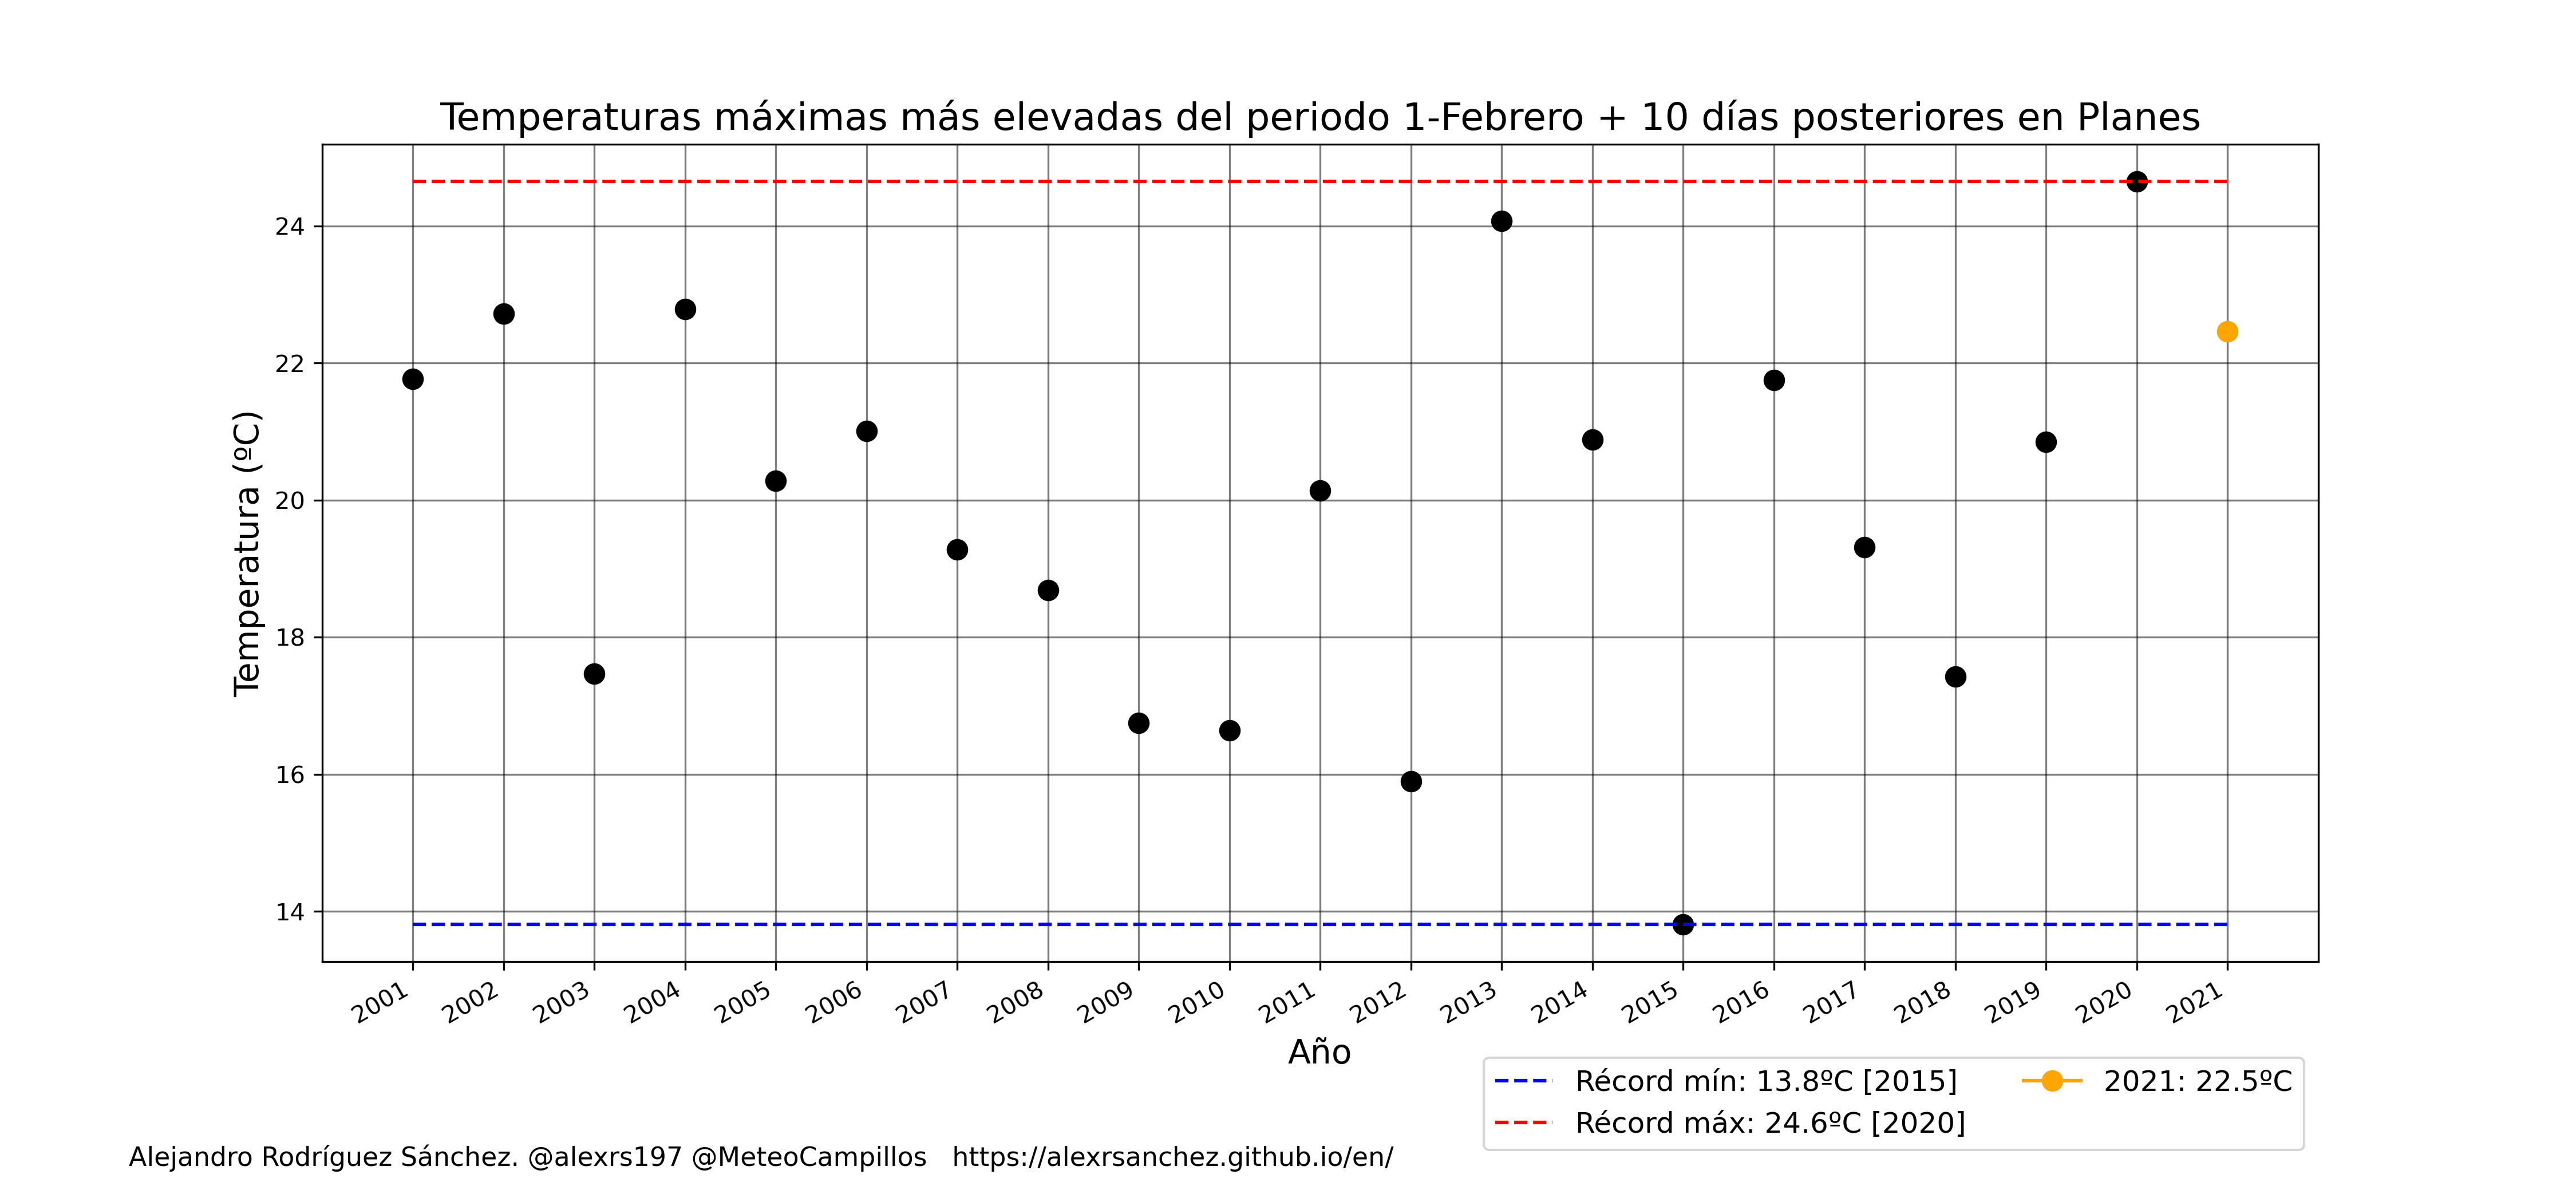 Temperaturas máximas más elevadas del periodo 1-Febrero + 10 días posteriores en Planes
Temperatura (ºC)
24
22
20
18
16
14
2001 2002 2003 2004 2005 2006 2007 2008 2009 2010 2011 2012 2013 2014 2015 2016 2017 2018 2019 2020 2021
Año
Récord mín: 13.8ºC [2015]
Récord máx: 24.6ºC [2020]
2021: 22.5ºC
Alejandro Rodríguez Sánchez. @alexrs197 @MeteoCampillos https://alexrsanchez.github.io/en/